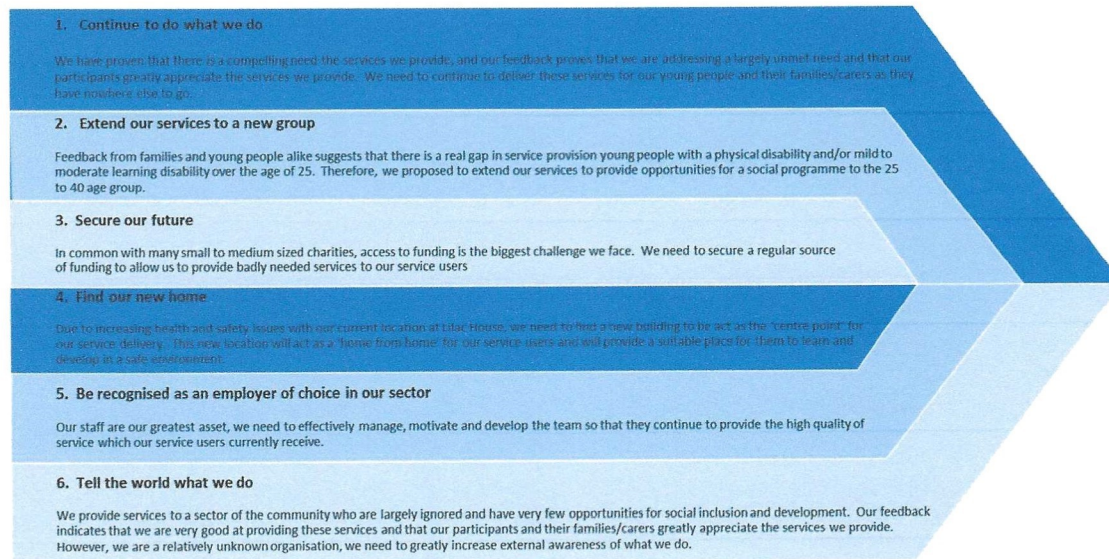 1. Continue to do what we do
We have proven that there is a compelling need the services we provide, and our feedback proves that we are addressing a largely unmet need and that our
participants greatly appreciate the services we provide. We need to continue to deliver these services for our young people and their families/carers as they
have nowhere else to go.
2. Extend our services to a new group
Feedback from families and young people alike suggests that there is a real gap in service provision young people with a physical disability and/or mild to
moderate learning disability over the age of 25. Therefore, we proposed to extend our services to provide opportunities for a social programme to the 25
to 40 age group.
3. Secure our future
In common with many small to medium sized charities, access to funding is the biggest challenge we face. We need to secure a regular source
of funding to allow us to provide badly needed services to our service users
4. Find our new home
Due to increasing health and safety issues with our current location at Lilac House, we need to find a new building to be act as the "centre point" for
our service delivery. This new location will act as a 'home from home' for our service users and will provide a suitable place for them to learn and
develop in a safe environment.
5. Be recognised as an employer of choice in our sector
Our staff are our greatest asset, we need to effectively manage, motivate and develop the team so that they continue to provide the high quality of
service which our service users currently receive.
6. Tell the world what we do
We provide services to a sector of the community who are largely ignored and have very few opportunities for social inclusion and development. Our feedback
indicates that we are very good at providing these services and that our participants and their families/carers greatly appreciate the services we provide.
However, we are a relatively unknown organisation, we need to greatly increase external awareness of what we do.